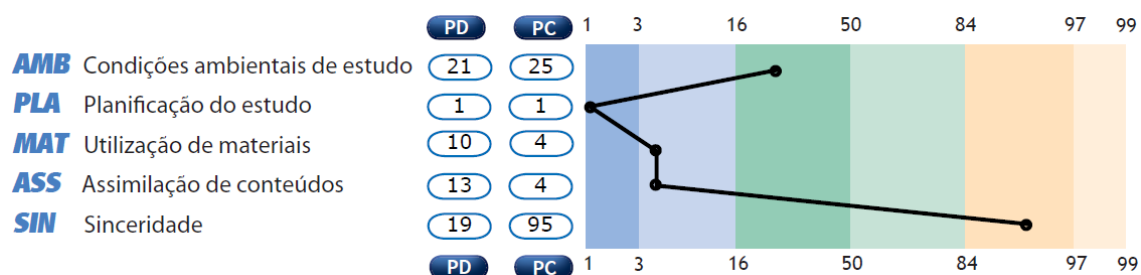 PD PC 1 3 16 50 84 97 99
AMB Condições ambientais de estudo 21 25
PLA Planificação do estudo 1 1
MAT Utilização de materiais 10 4
ASS Assimilação de conteúdos 13 4
SIN Sinceridade 19 95
PD PC 1 3 16 50 84 97 99